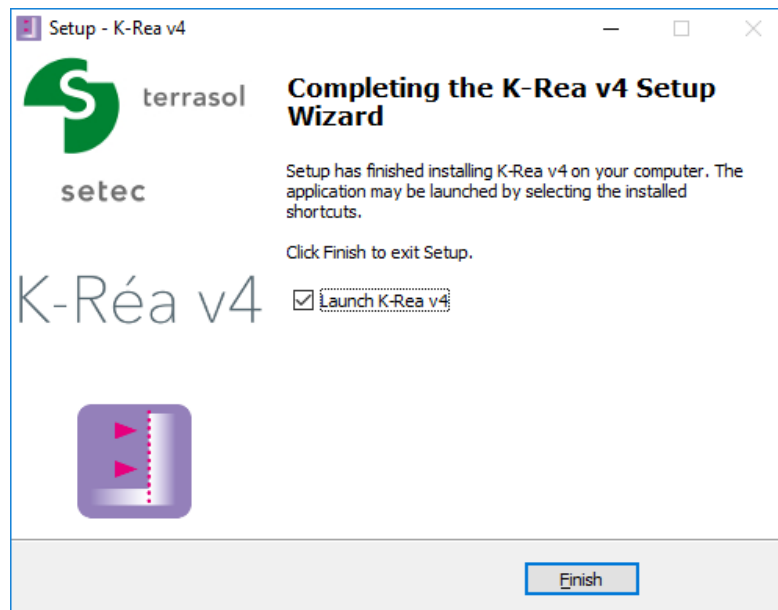 Setup - K-Rea v4
S
terrasol
setec
K-Réa v4
Completing the K-Rea v4 Setup
Wizard
Setup has finished installing K-Rea v4 on your computer. The
application may be launched by selecting the installed
shortcuts.
Click Finish to exit Setup.
Launch K-Rea v4
Finish